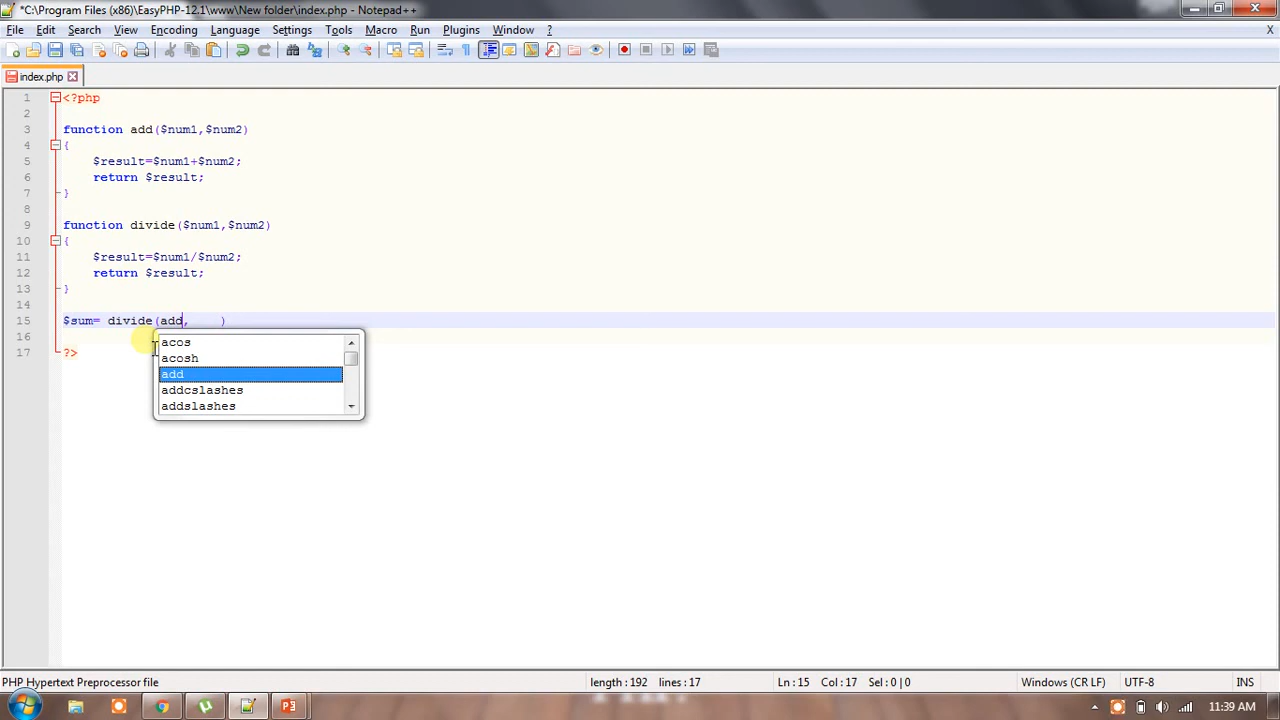 *C:\Program Files (x86)\EasyPHP-12.1\www\New folder\index.php - Notepad++
File Edit Search View Encoding Language Settings Tools Macro Run Plugins Window ? X
index.php
1 <?php
2
3 function add($num1,$num2)
4 {
5 $result=$num1+$num2;
6 return $result;
7 }
8
9 function divide($num1,$num2)
10 {
11 $result=$num1/$num2;
12 return $result;
13 }
14
15 $sum= divide(add, )
16
17 ?>
acos
acosh
add
addcslashes
addslashes
PHP Hypertext Preprocessor file length : 192 lines : 17 Ln : 15 Col : 17 Sel : 0 | 0 Windows (CR LF) UTF-8 INS
11:39 AM